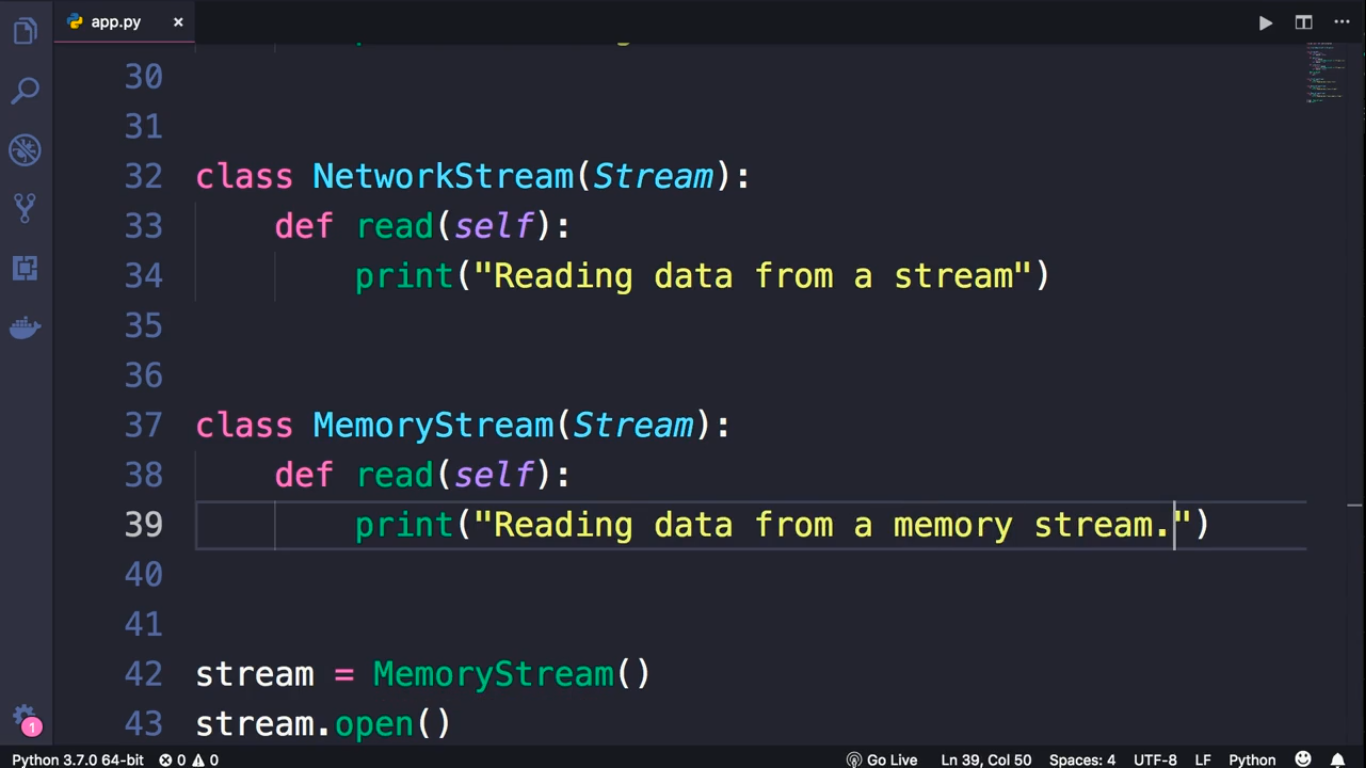 app.py
30
31
32 class NetworkStream(Stream):
33 def read(self):
34 print("Reading data from a stream")
35
36
37 class MemoryStream(Stream):
38 def read(self):
39 print("Reading data from a memory stream.")
40
41
42 stream = MemoryStream()
43 stream.open()
1
Python 3.7.0 64-bit 0 0 Go Live Ln 39, Col 50 Spaces: 4 UTF-8 LF Python